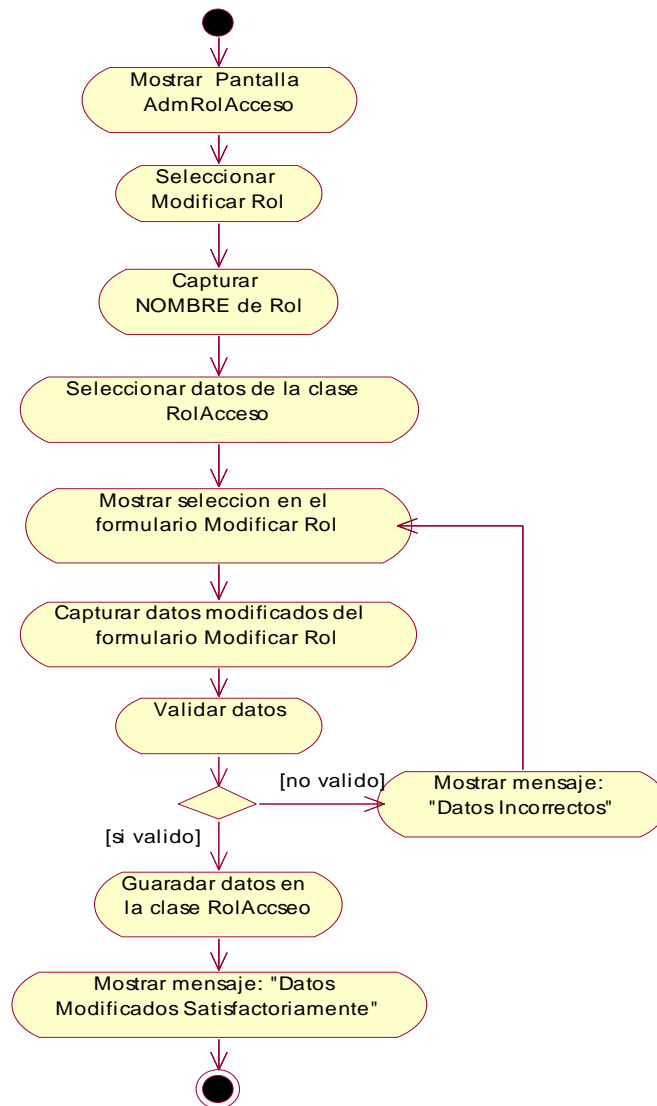 Mostrar Pantalla
AdmRolAcceso
Seleccionar
Modificar Rol
Capturar
NOMBRE de Rol
Seleccionar datos de la clase
RolAcceso
Mostrar seleccion en el
formulario Modificar Rol
Capturar datos modificados del
formulario Modificar Rol
Validar datos
[no valido]
Mostrar mensaje:
"Datos Incorrectos"
[si valido]
Guaradar datos en
la clase RolAccseo
Mostrar mensaje: "Datos
Modificados Satisfactoriamente"